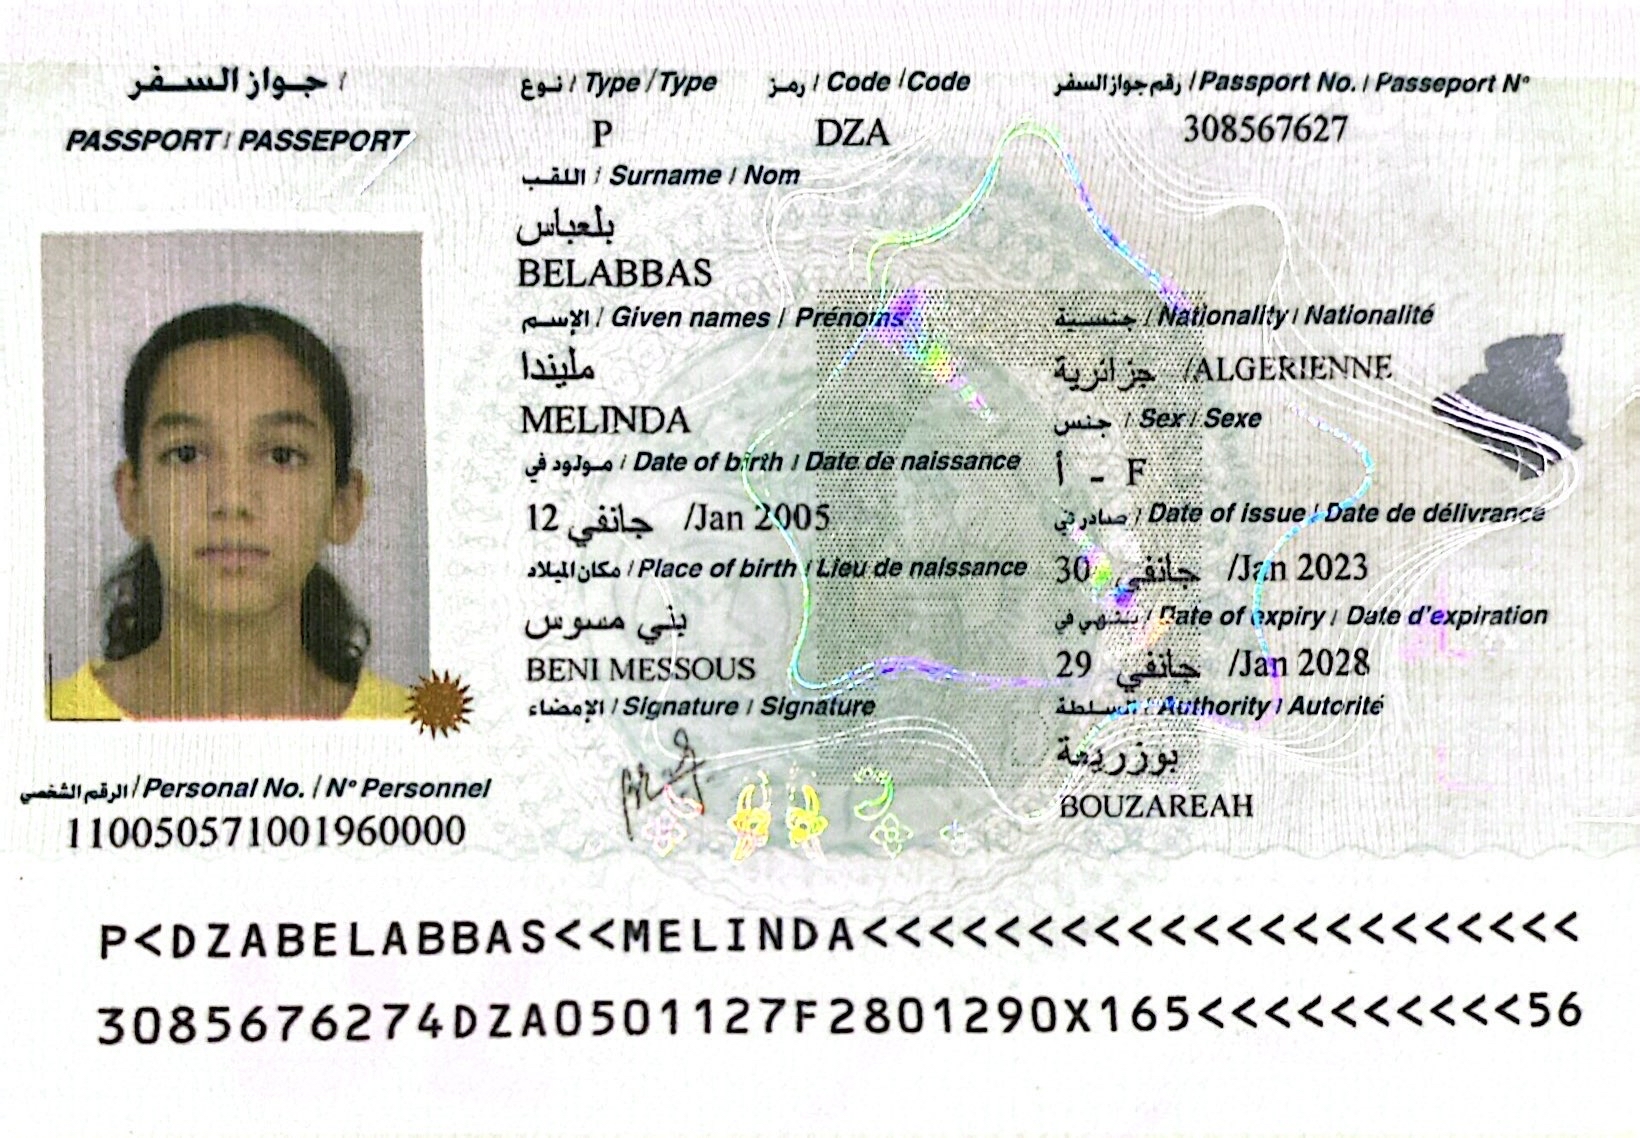 جواز السفر /
PASSPORT / PASSEPORT
نوع / Type / Type
P
رمز / Code / Code
DZA
رقم جواز السفر / Passport No. / Passeport N°
308567627
اللقب / Surname / Nom
بلعباس
BELABBAS
الإسم / Given names / Prénoms
مليندا
MELINDA
مولود في / Date of birth / Date de naissance
12 جانفي /Jan 2005
مكان الميلاد / Place of birth / Lieu de naissance
بني مسوس
BENI MESSOUS
الإمضاء / Signature / Signature
جنسية / Nationality / Nationalité
جزائرية /ALGERIENNE
جنس / Sex / Sexe
أ - F
صادر في / Date of issue / Date de délivrance
30 جانفي /Jan 2023
ينتهي في / Date of expiry / Date d'expiration
29 جانفي /Jan 2028
السلطة / Authority / Autorité
بوزريعة
BOUZAREAH
الرقم الشخصي / Personal No. / N° Personnel
110050571001960000
P<DZABELABBAS<<MELINDA<<<<<<<<<<<<<<<<<<<<<<
3085676274DZA0501127F2801290X165<<<<<<<<<<56